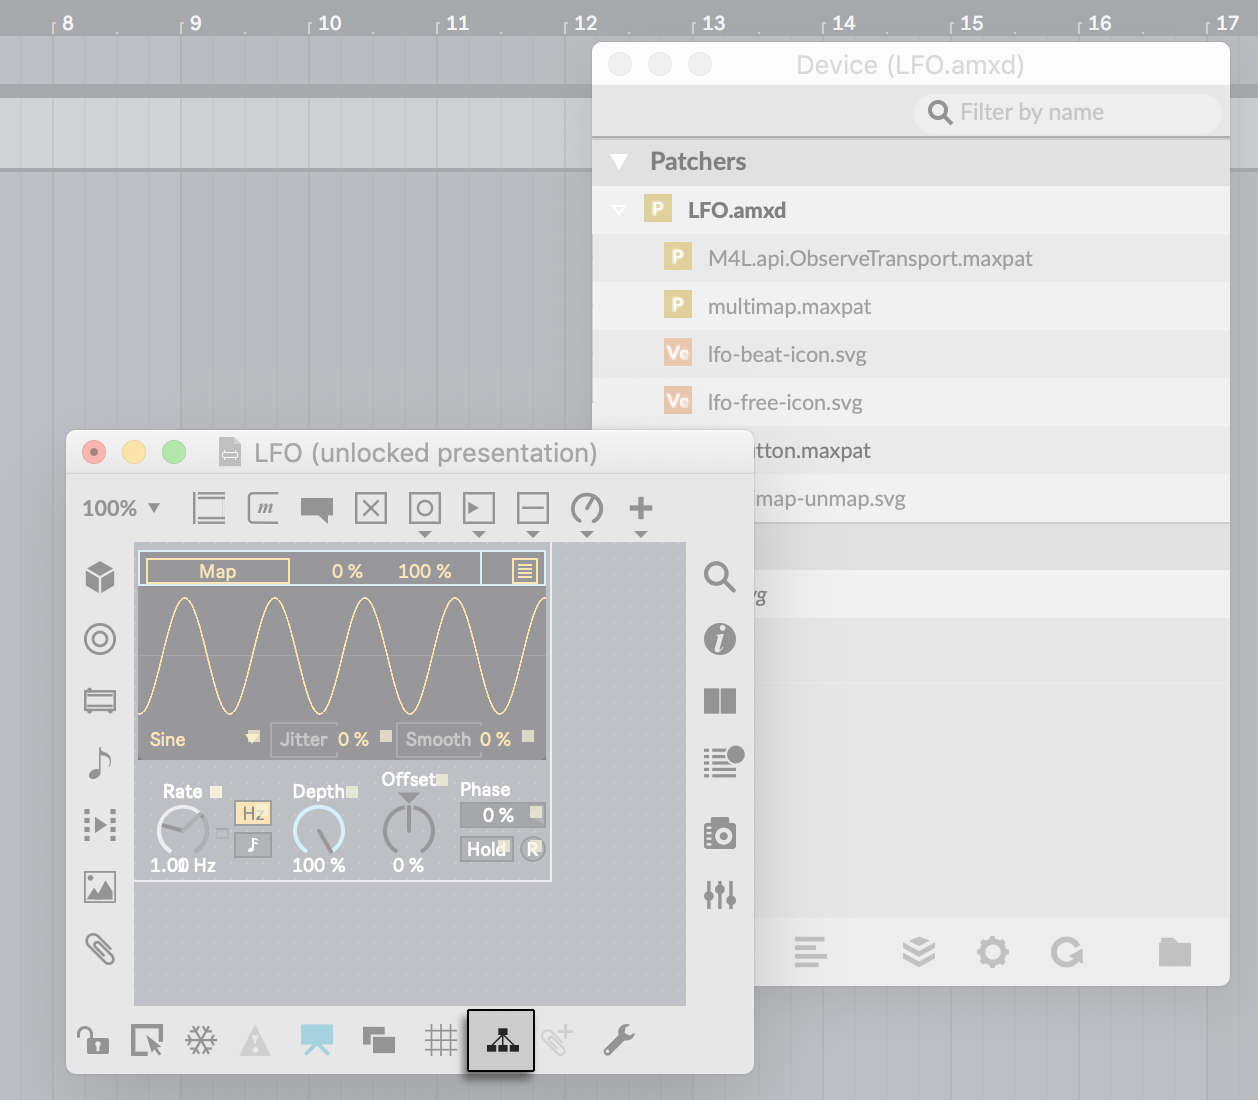 8 9 10 11 12 13 14 15 16 17
Device (LFO.amxd)
Filter by name
Patchers
P LFO.amxd
P M4L.api.ObserveTransport.maxpat
P multimap.maxpat
Ve lfo-beat-icon.svg
Ve lfo-free-icon.svg
LFO (unlocked presentation)
tton.maxpat
map-unmap.svg
100%
m
Map 0 % 100 %
vg
Sine Jitter 0 % Smooth 0 %
Rate Depth Offset Phase
Hz 0 %
Hold R
Hz 100 % 0 %